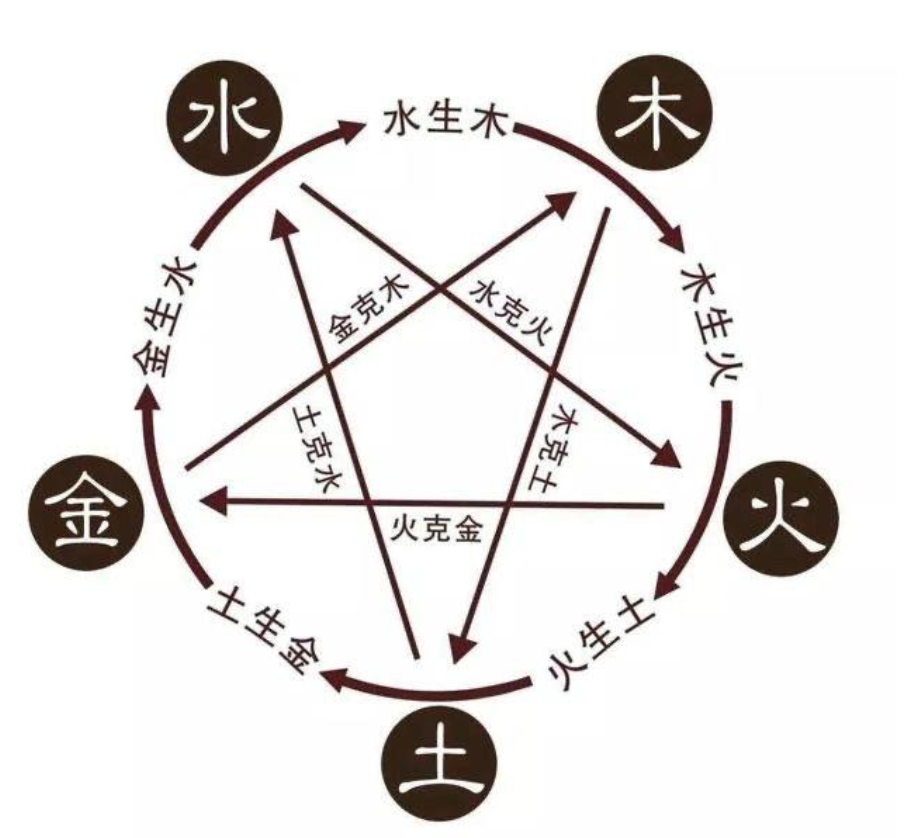 水
木
水生木
金生水
木生火
金克木
水克火
土克水
木克土
金
火
火克金
土生金
火生土
土